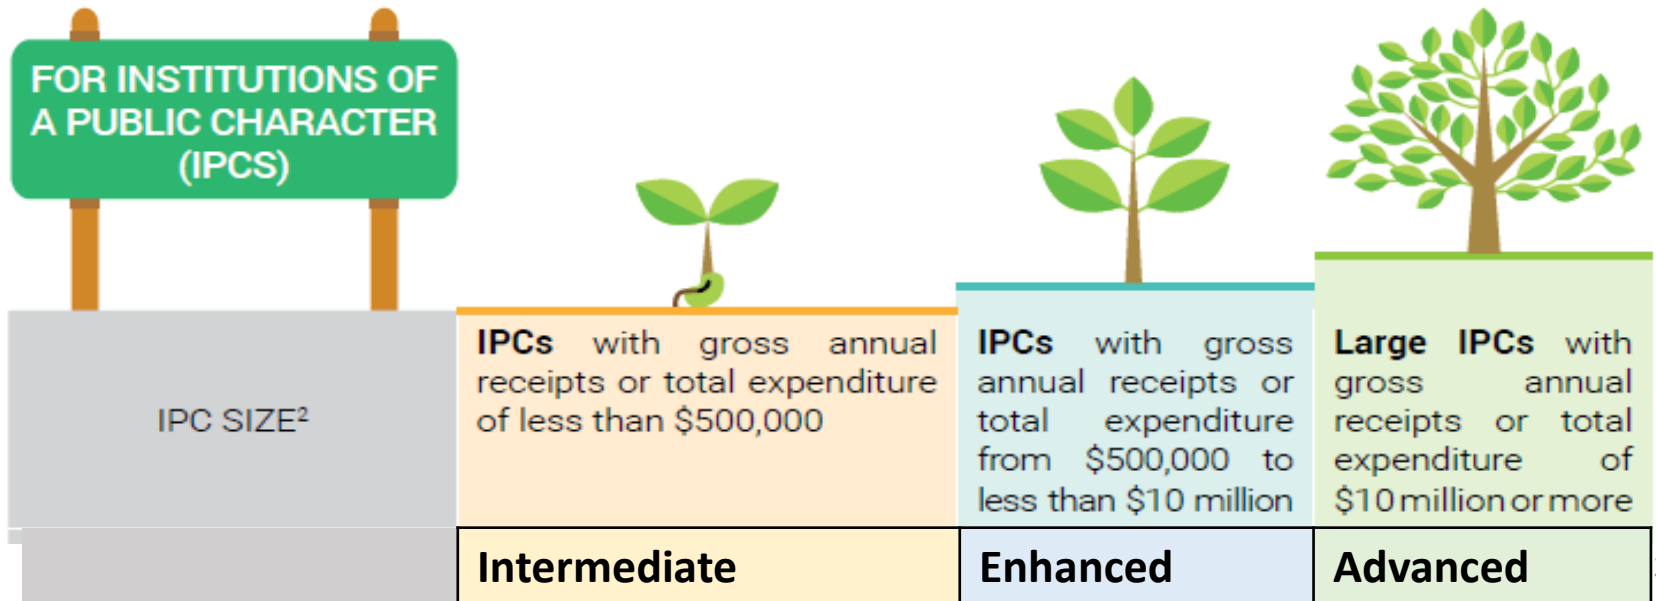 FOR INSTITUTIONS OF
A PUBLIC CHARACTER
(IPCS)
IPC SIZE²
IPCs with gross annual
receipts or total expenditure
of less than $500,000
IPCs with gross
annual receipts or
total expenditure
from $500,000 to
less than $10 million
Large IPCs with
gross annual
receipts or total
expenditure of
$10 million or more
Intermediate
Enhanced
Advanced